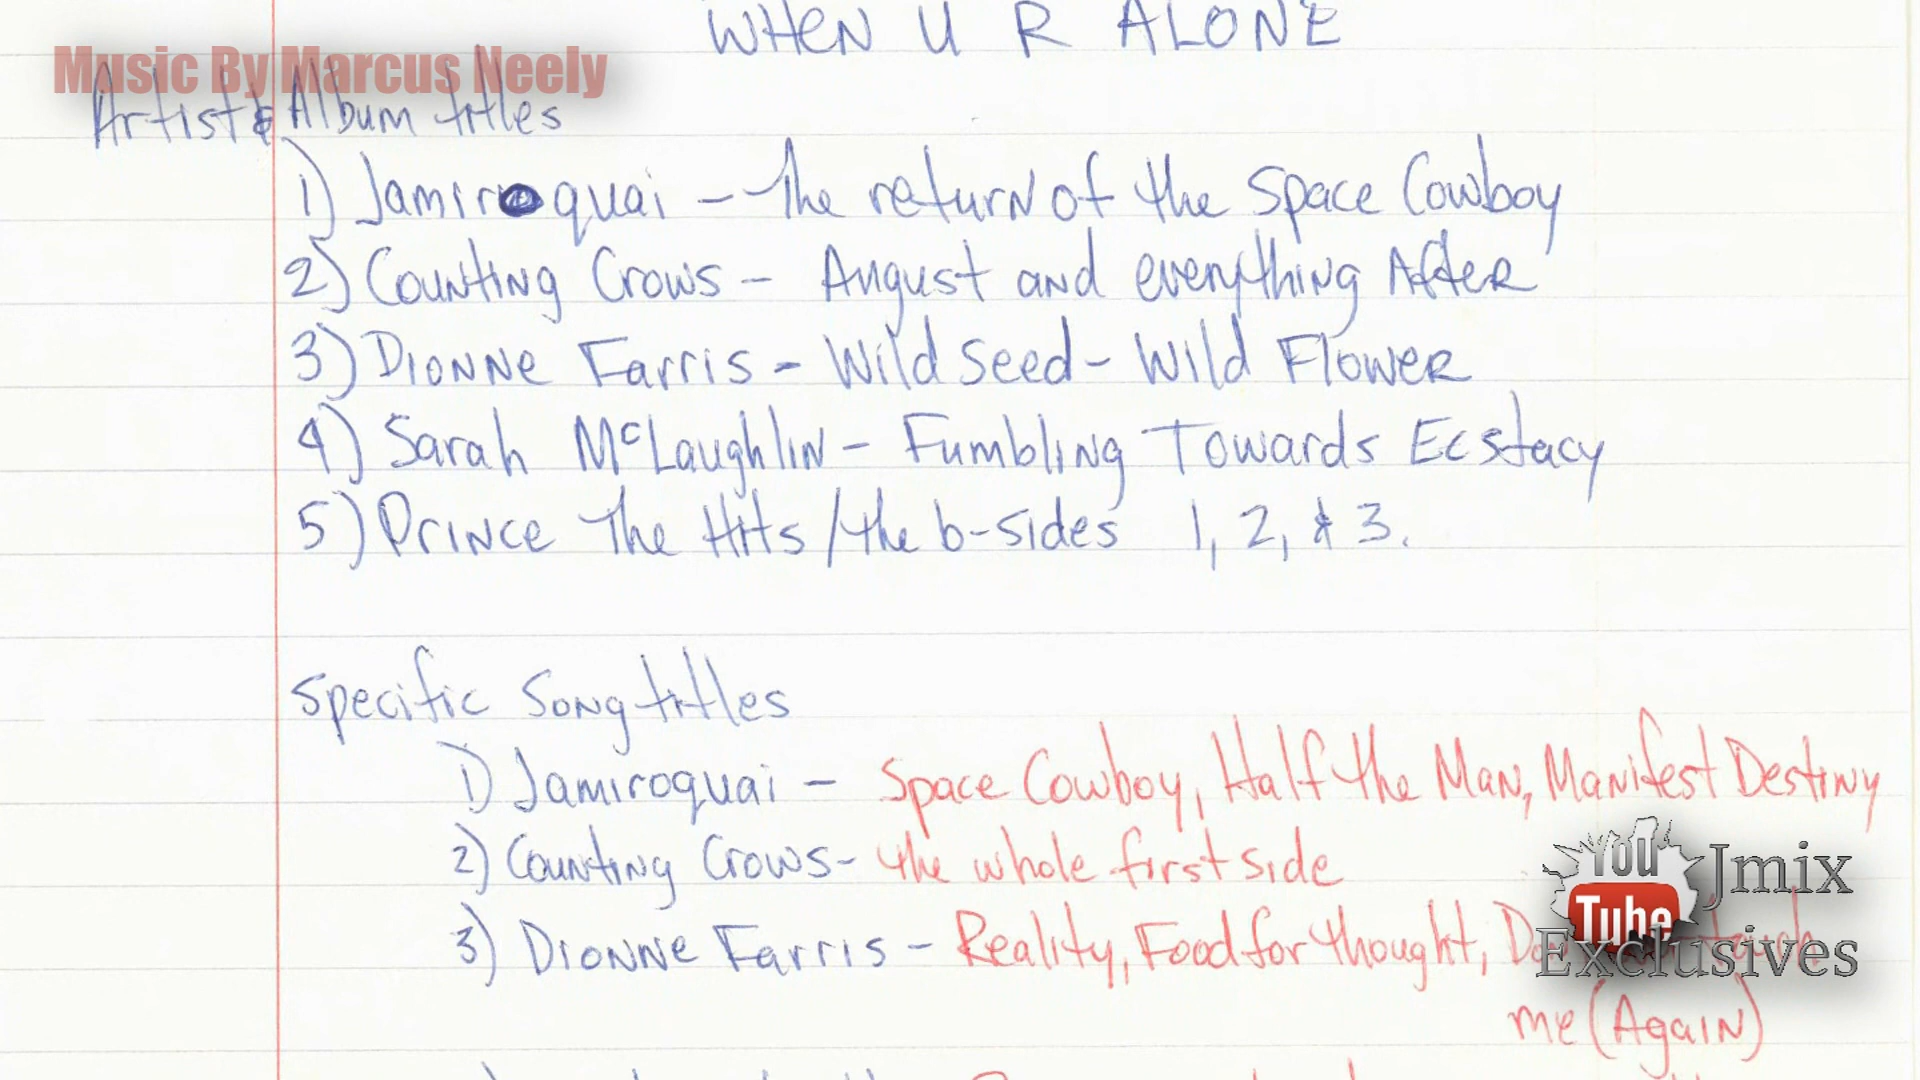 WHEN U R ALONE
Music By Marcus Neely
Artist & Album titles
1) Jamiroquai - The return of the Space Cowboy
2) Counting Crows - August and everything After
3) Dionne Farris - Wild Seed - Wild Flower
4) Sarah McLaughlin - Fumbling Towards Ecstacy
5) Prince The Hits / the b-sides 1, 2, & 3.
Specific Song titles
1) Jamiroquai - Space Cowboy, Half the Man, Manifest Destiny
2) Counting Crows - the whole first side
3) Dionne Farris - Reality, Food for thought,
me (Again)
You Tube Jmix
Exclusives